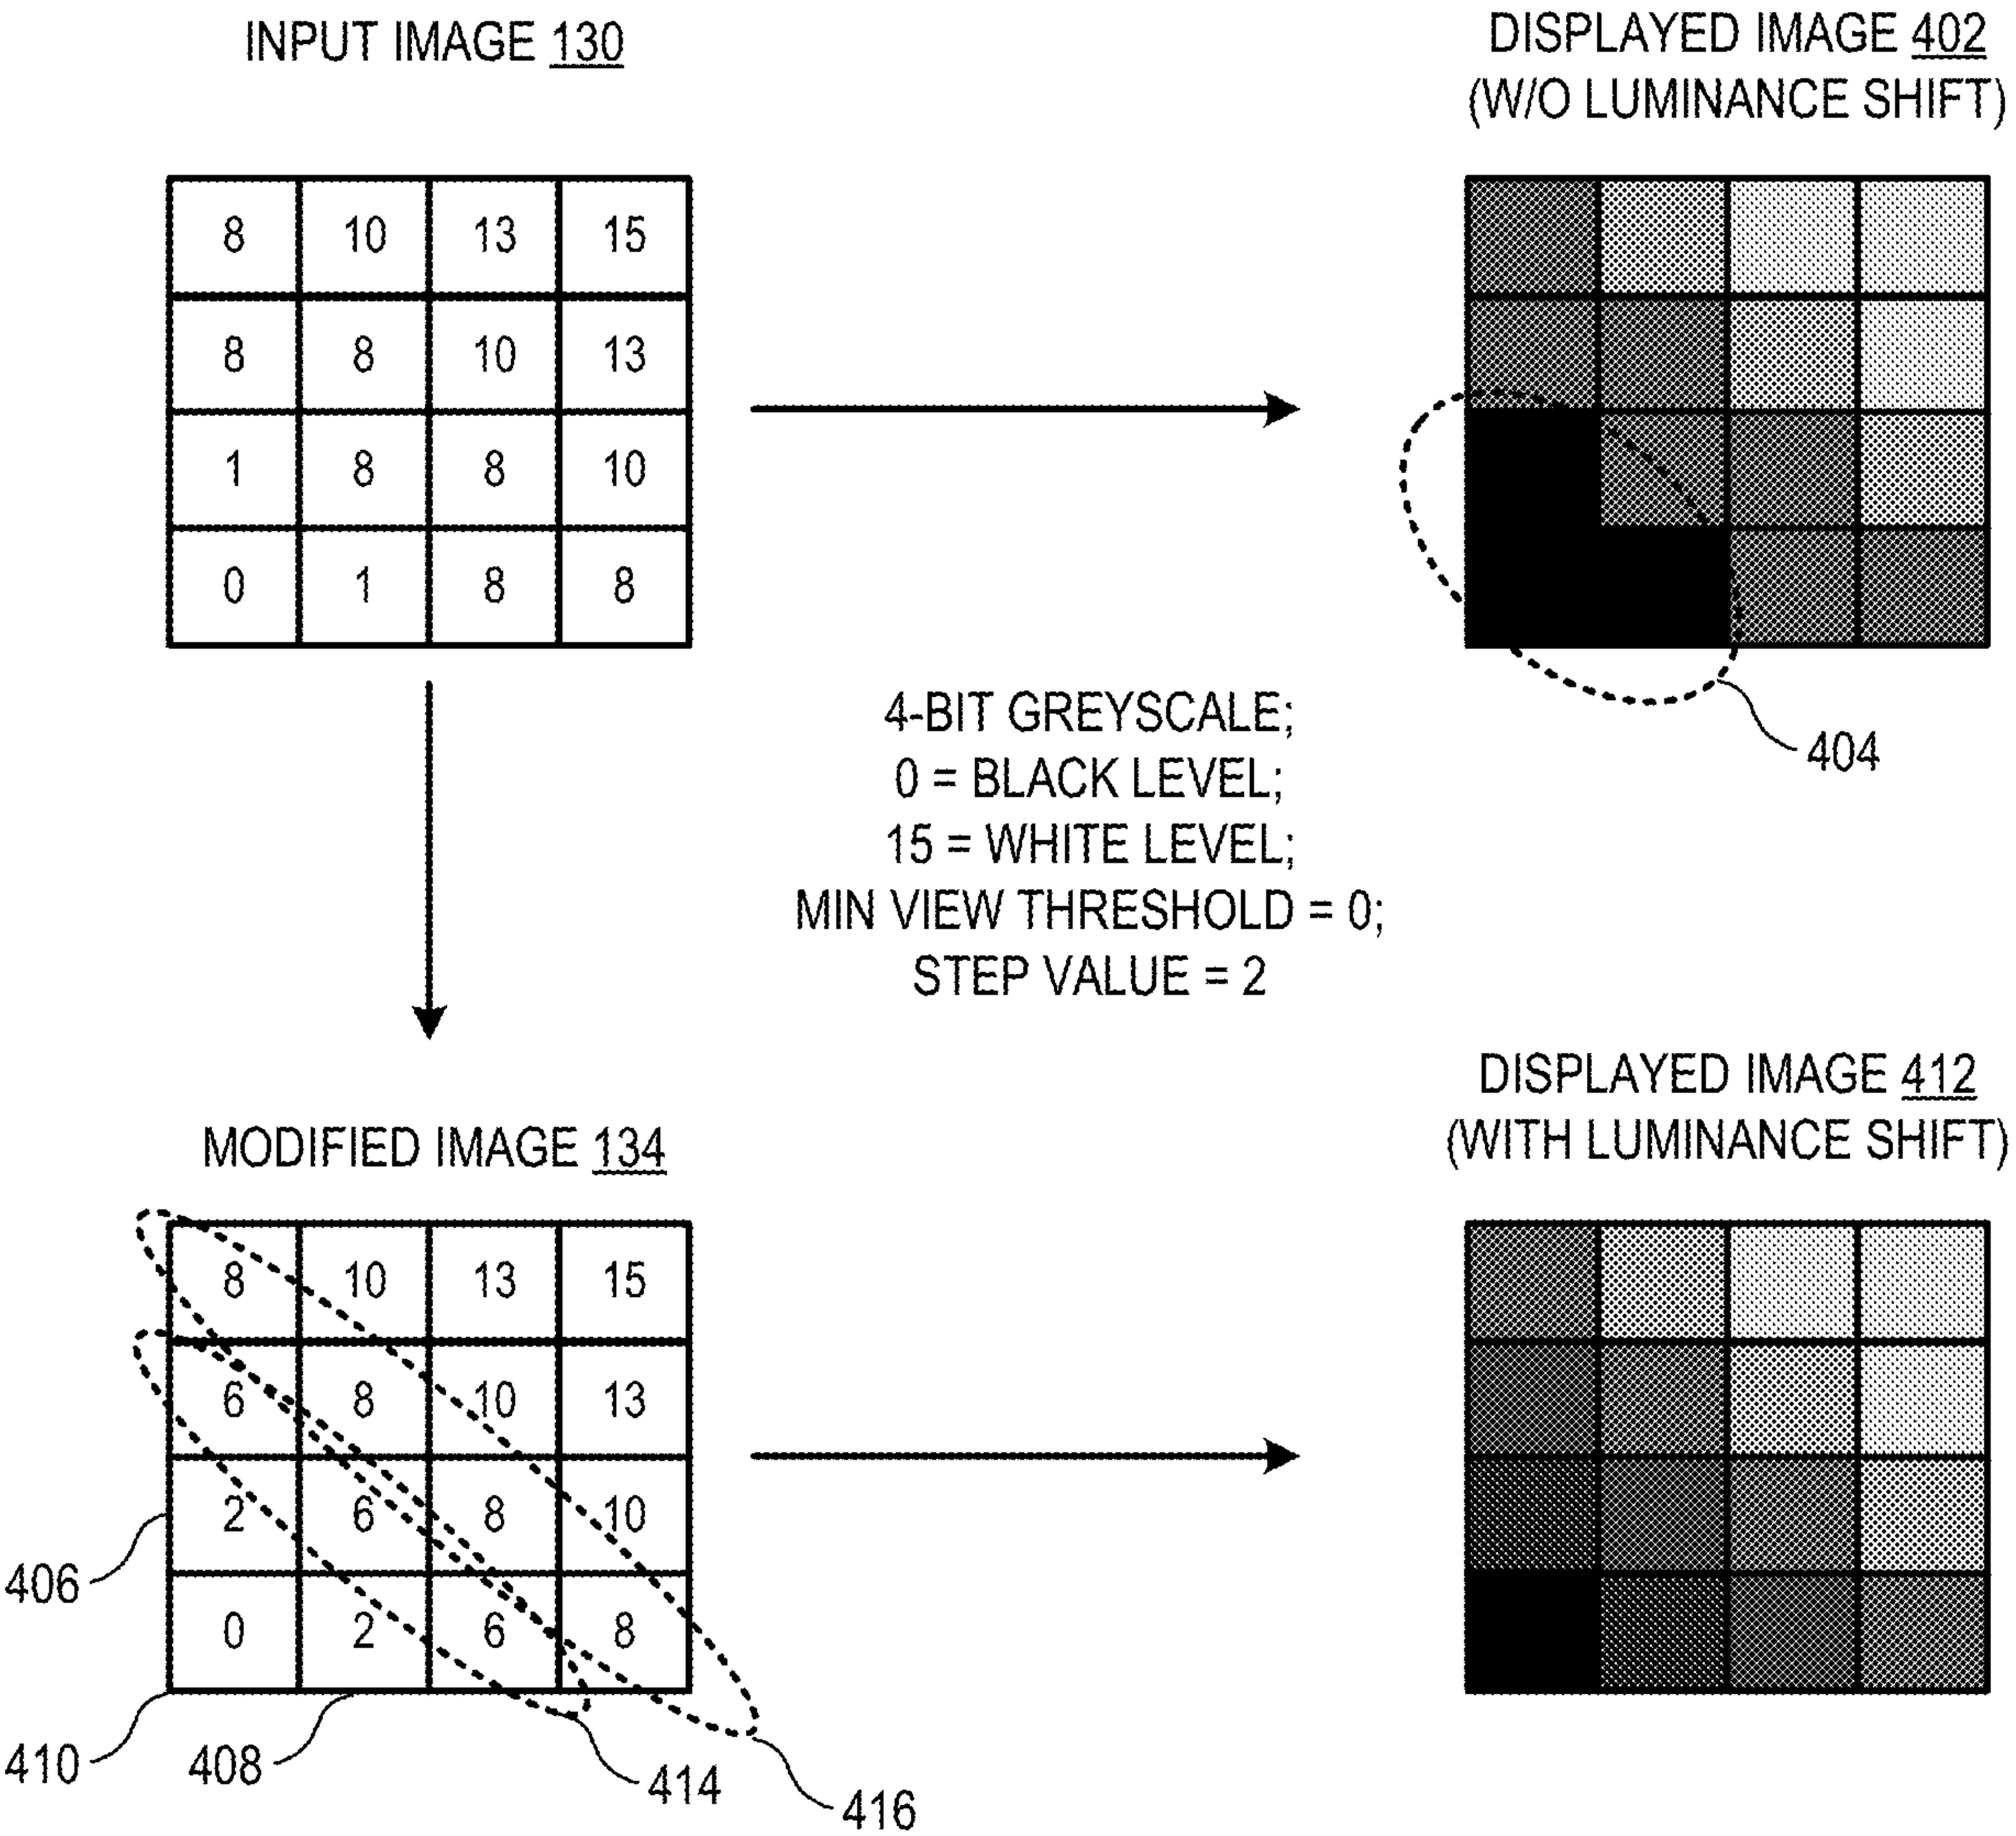 INPUT IMAGE 130
DISPLAYED IMAGE 402
(W/O LUMINANCE SHIFT)
8 10 13 15
8 8 10 13
1 8 8 10
0 1 8 8
404
4-BIT GREYSCALE;
0 = BLACK LEVEL;
15 = WHITE LEVEL;
MIN VIEW THRESHOLD = 0;
STEP VALUE = 2
MODIFIED IMAGE 134
DISPLAYED IMAGE 412
(WITH LUMINANCE SHIFT)
8 10 13 15
6 8 10 13
2 6 8 10
0 2 6 8
406
410
408
414
416